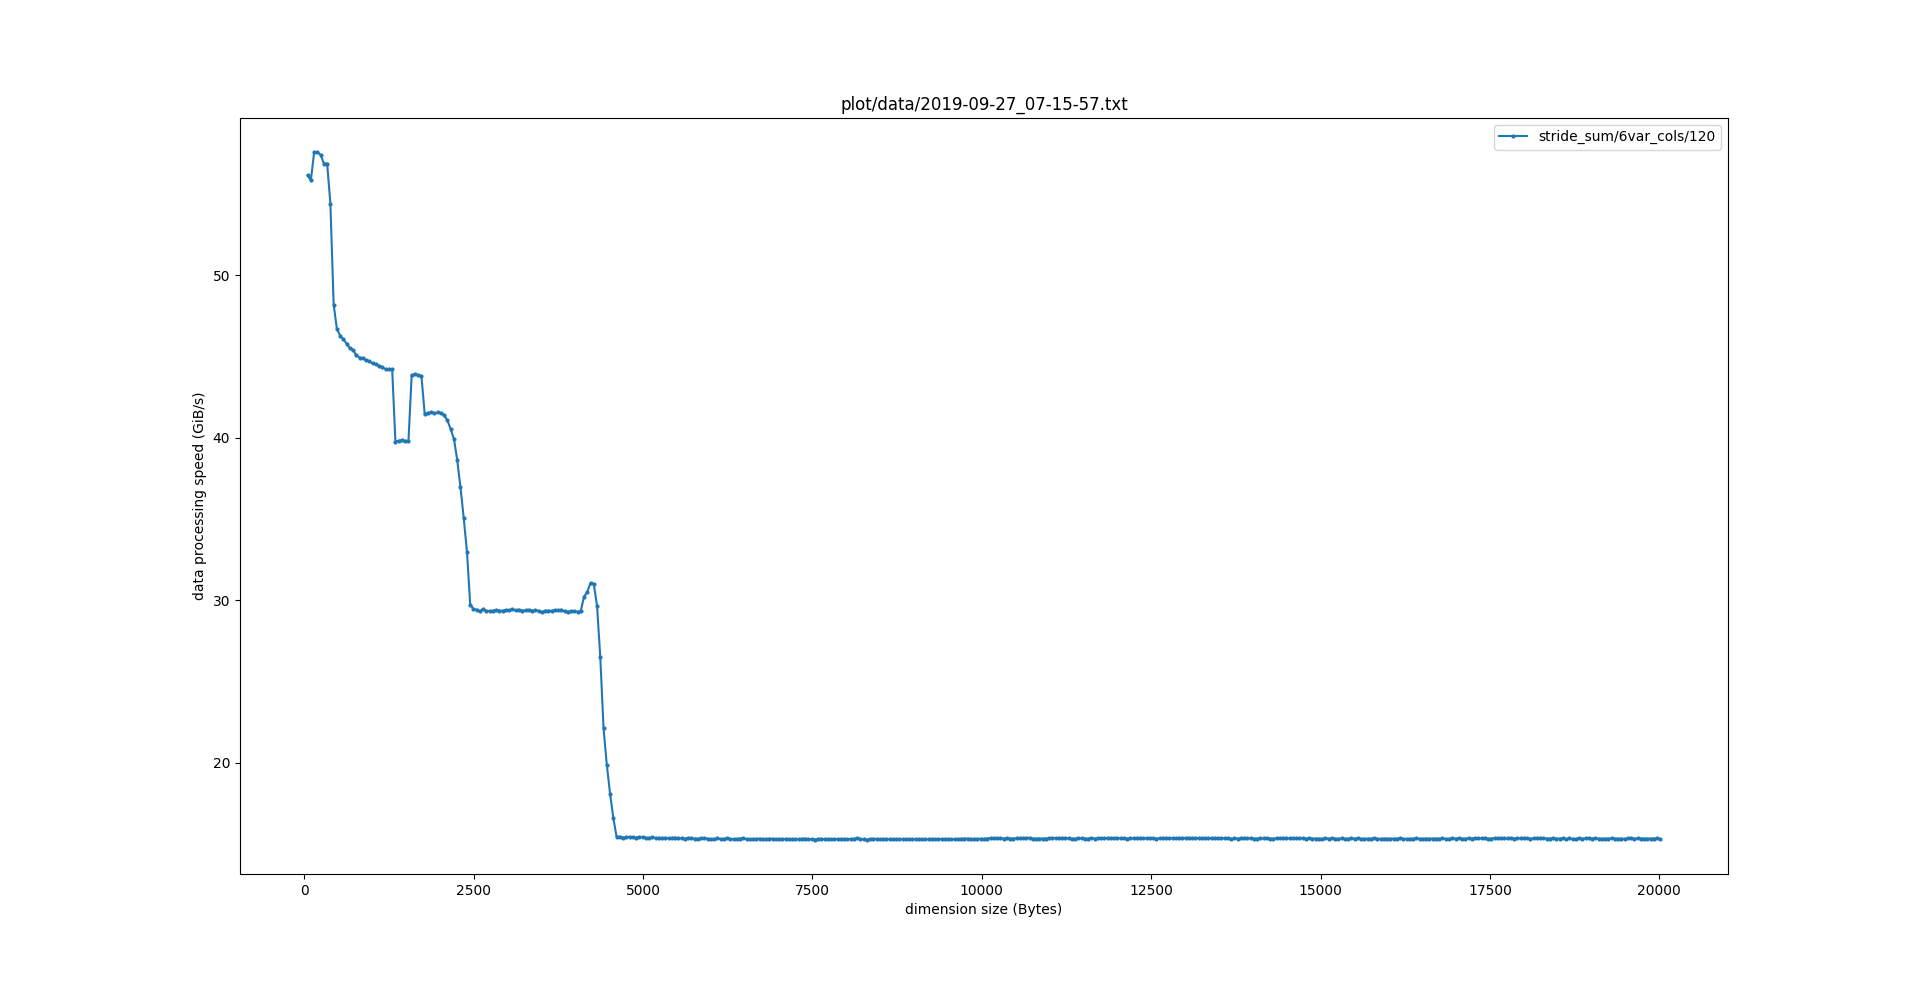 plot/data/2019-09-27_07-15-57.txt
stride_sum/6var_cols/120
data processing speed (GiB/s)
50
40
30
20
0 2500 5000 7500 10000 12500 15000 17500 20000
dimension size (Bytes)